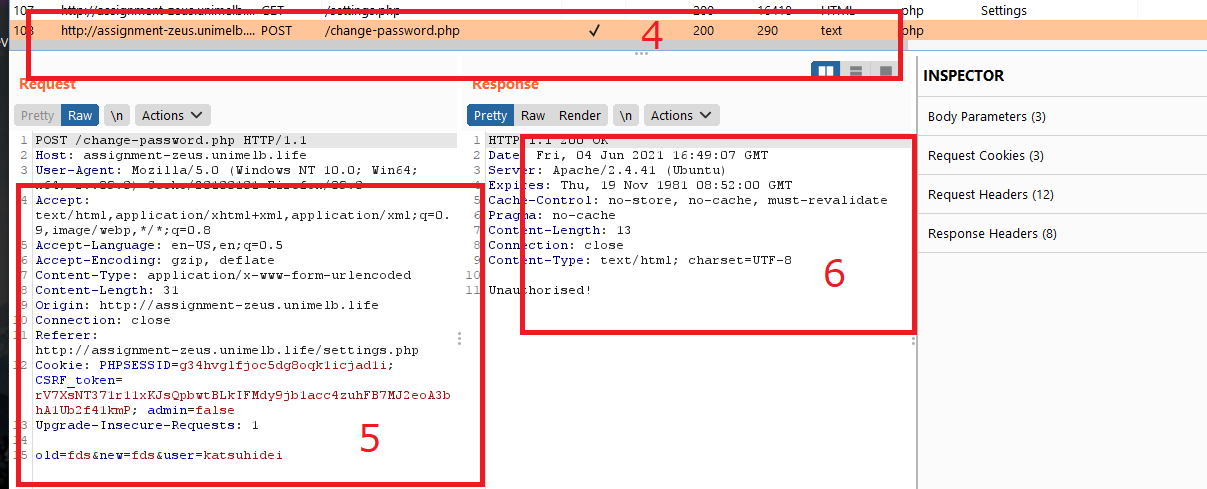 107 http://assignment-zeus.unimelb.... GET /settings.php 200 16410 HTML php Settings
108 http://assignment-zeus.unimelb.... POST /change-password.php ✓ 200 290 text php
4
Request
Pretty Raw \n Actions
1 POST /change-password.php HTTP/1.1
2 Host: assignment-zeus.unimelb.life
3 User-Agent: Mozilla/5.0 (Windows NT 10.0; Win64;
4 Accept:
text/html,application/xhtml+xml,application/xml;q=0.
9,image/webp,*/*;q=0.8
5 Accept-Language: en-US,en;q=0.5
6 Accept-Encoding: gzip, deflate
7 Content-Type: application/x-www-form-urlencoded
8 Content-Length: 31
9 Origin: http://assignment-zeus.unimelb.life
10 Connection: close
11 Referer:
http://assignment-zeus.unimelb.life/settings.php
12 Cookie: PHPSESSID=g34hvglfjoc5dg8oqk1icjad1i;
CSRF_token=
rV7XsNT371r11xKJsQpbwtBLkIFMdy9jb1acc4zuhFB7MJ2eoA3b
hA1Ub2f41kmP; admin=false
13 Upgrade-Insecure-Requests: 1
14
15 old=fds&new=fds&user=katsuhidei
5
Response
Pretty Raw Render \n Actions
1 HTTP/1.1 200 OK
2 Date: Fri, 04 Jun 2021 16:49:07 GMT
3 Server: Apache/2.4.41 (Ubuntu)
4 Expires: Thu, 19 Nov 1981 08:52:00 GMT
5 Cache-Control: no-store, no-cache, must-revalidate
6 Pragma: no-cache
7 Content-Length: 13
8 Connection: close
9 Content-Type: text/html; charset=UTF-8
10
11 Unauthorised!
6
INSPECTOR
Body Parameters (3)
Request Cookies (3)
Request Headers (12)
Response Headers (8)